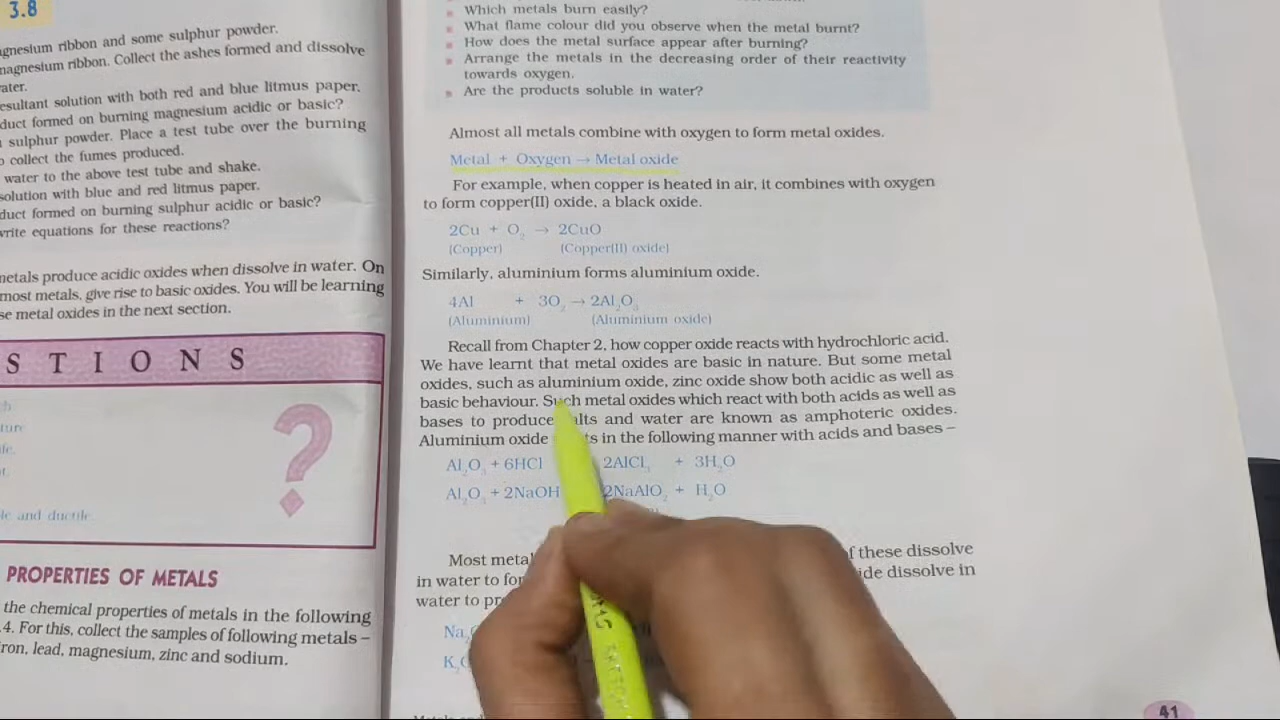 3.8
gnesium ribbon and some sulphur powder.
magnesium ribbon. Collect the ashes formed and dissolve
ater.
esultant solution with both red and blue litmus paper.
duct formed on burning magnesium acidic or basic?
sulphur powder. Place a test tube over the burning
collect the fumes produced.
water to the above test tube and shake.
solution with blue and red litmus paper.
duct formed on burning sulphur acidic or basic?
write equations for these reactions?
metals produce acidic oxides when dissolve in water. On
most metals, give rise to basic oxides. You will be learning
se metal oxides in the next section.
S T I O N S
ture
le and ductile.
?
PROPERTIES OF METALS
the chemical properties of metals in the following
.4. For this, collect the samples of following metals –
iron, lead, magnesium, zinc and sodium.
Which metals burn easily?
What flame colour did you observe when the metal burnt?
How does the metal surface appear after burning?
Arrange the metals in the decreasing order of their reactivity
towards oxygen.
Are the products soluble in water?
Almost all metals combine with oxygen to form metal oxides.
Metal + Oxygen → Metal oxide
For example, when copper is heated in air, it combines with oxygen
to form copper(II) oxide, a black oxide.
2Cu + O₂ → 2CuO
(Copper) (Copper(II) oxide)
Similarly, aluminium forms aluminium oxide.
4Al + 3O₂ → 2Al₂O₃
(Aluminium) (Aluminium oxide)
Recall from Chapter 2, how copper oxide reacts with hydrochloric acid.
We have learnt that metal oxides are basic in nature. But some metal
oxides, such as aluminium oxide, zinc oxide show both acidic as well as
basic behaviour. Such metal oxides which react with both acids as well as
bases to produce alts and water are known as amphoteric oxides.
Aluminium oxide ts in the following manner with acids and bases –
Al₂O₃ + 6HCl 2AlCl₃ + 3H₂O
Al₂O₃ + 2NaOH 2NaAlO₂ + H₂O
Most metal f these dissolve
in water to for ide dissolve in
water to pr
Na₂
K₂O
41